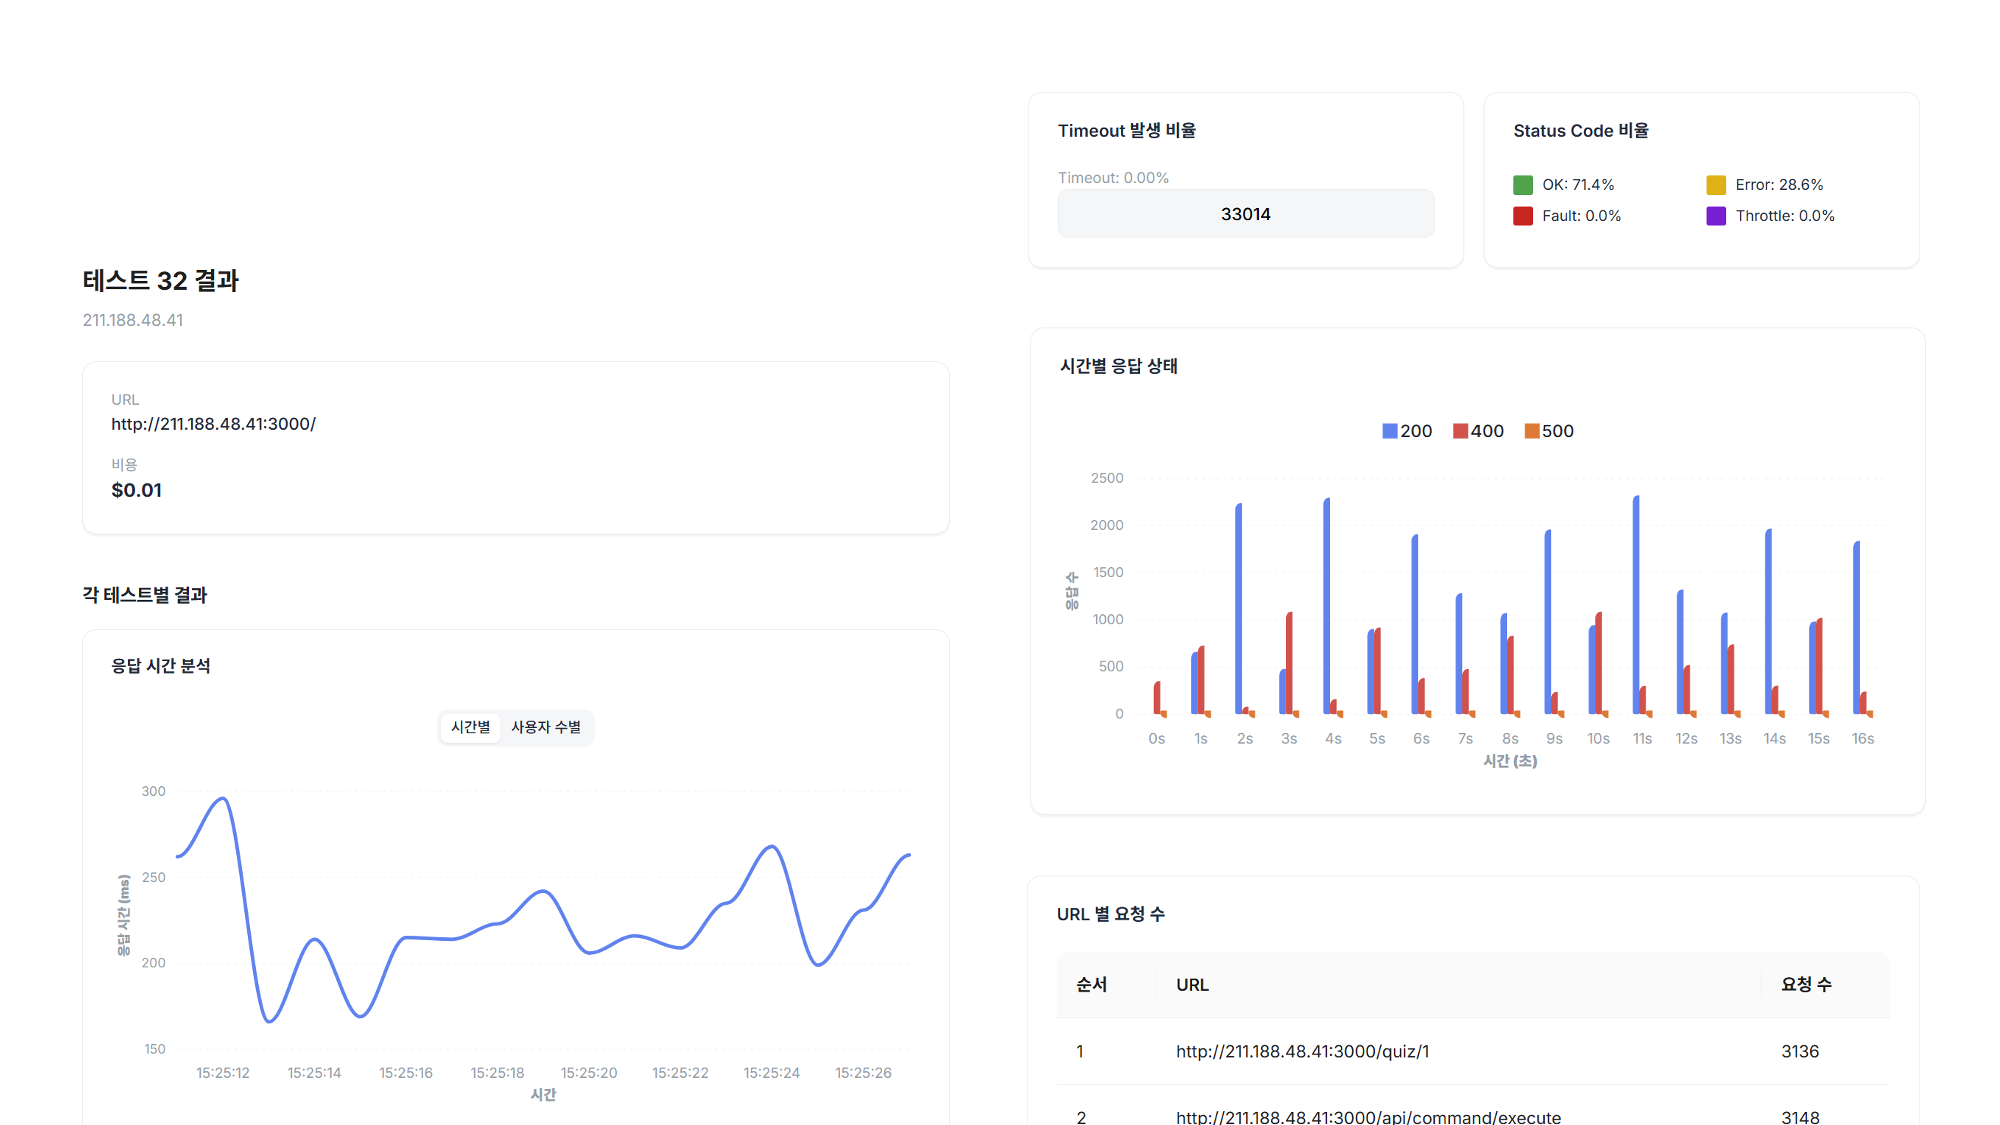 테스트 32 결과
211.188.48.41
URL
http://211.188.48.41:3000/
비용
$0.01
각 테스트별 결과
응답 시간 분석
시간별 사용자 수별
300
250
200
150
응답 시간 (ms)
15:25:12 15:25:14 15:25:16 15:25:18 15:25:20 15:25:22 15:25:24 15:25:26
시간
Timeout 발생 비율
Timeout: 0.00%
33014
Status Code 비율
OK: 71.4% Error: 28.6%
Fault: 0.0% Throttle: 0.0%
시간별 응답 상태
200 400 500
2500
2000
1500
1000
500
0
응답 수
0s 1s 2s 3s 4s 5s 6s 7s 8s 9s 10s 11s 12s 13s 14s 15s 16s
시간 (초)
URL 별 요청 수
순서 URL 요청 수
1 http://211.188.48.41:3000/quiz/1 3136
2 http://211.188.48.41:3000/api/command/execute 3148